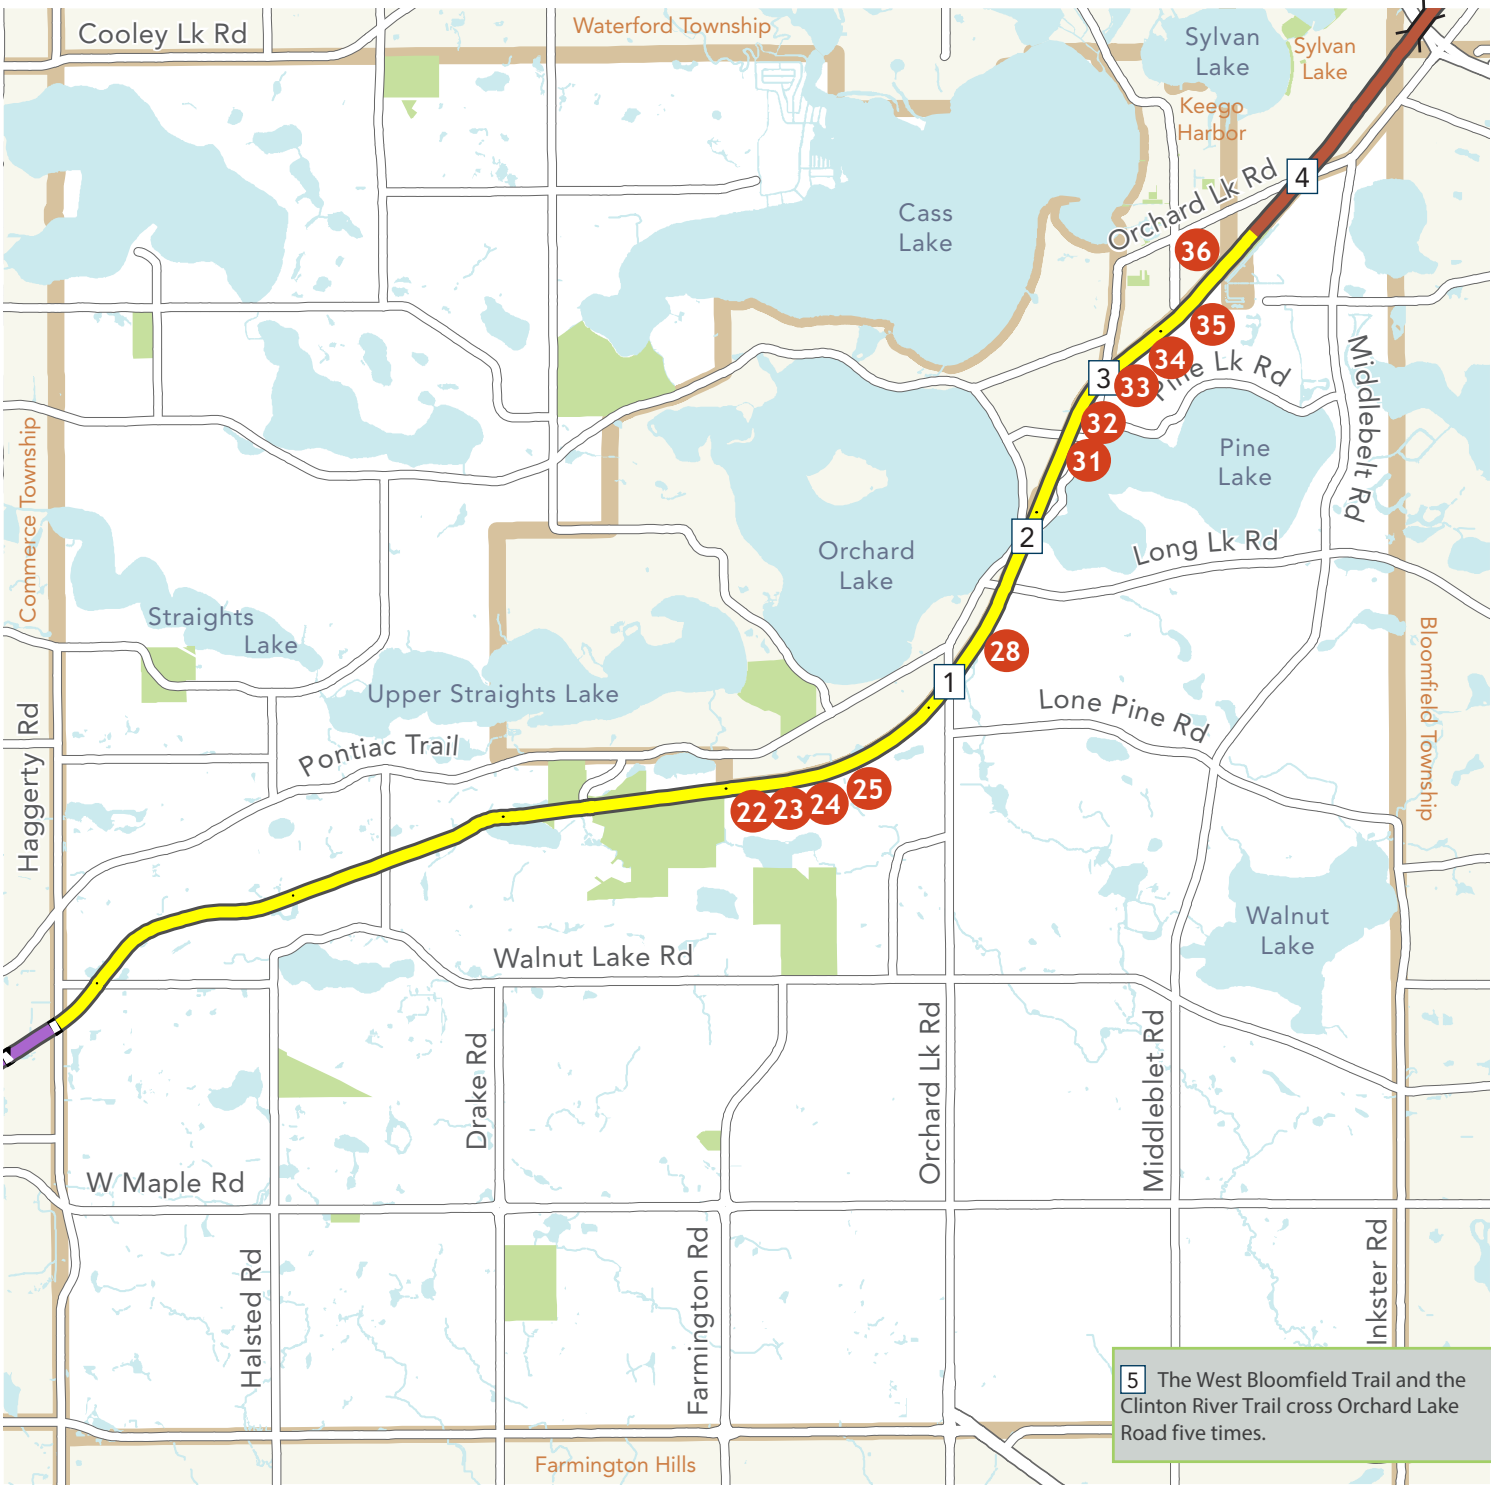 Cooley Lk Rd
Waterford Township
Sylvan
Lake
Sylvan
Lake
Keego
Harbor
4
Orchard Lk Rd
Cass
Lake
36
35
34
3
33
Pine Lk Rd
Middlebelt Rd
32
31
Pine
Lake
Commerce Township
2
Orchard
Lake
Long Lk Rd
Straights
Lake
28
Bloomfield Township
1
Upper Straights Lake
Lone Pine Rd
Haggerty Rd
Pontiac Trail
25
24
23
22
Walnut
Lake
Walnut Lake Rd
Drake Rd
Orchard Lk Rd
Middleblet Rd
W Maple Rd
Halsted Rd
Farmington Rd
Inkster Rd
5 The West Bloomfield Trail and the
Clinton River Trail cross Orchard Lake
Road five times.
Farmington Hills